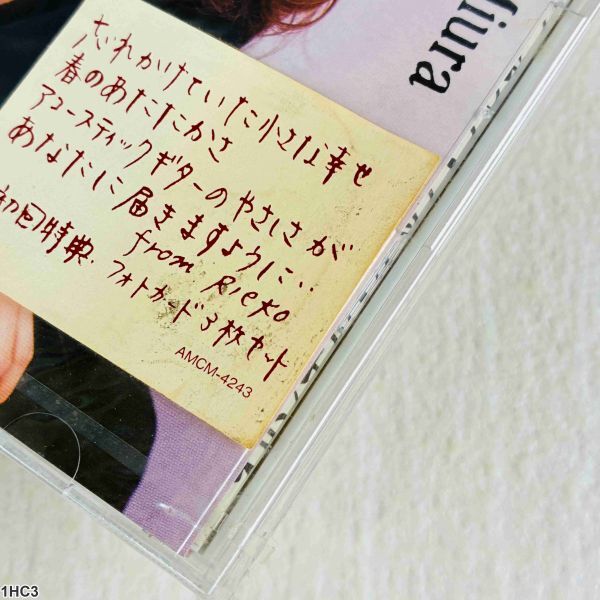 忘れかけていた小さな幸せ
春のあたたかさ
アコースティックギターのやさしさが
あなたに届きますように‥
from Rieko
初回特典・フォトカード3枚セット
AMCM-4243
Miura
1HC3